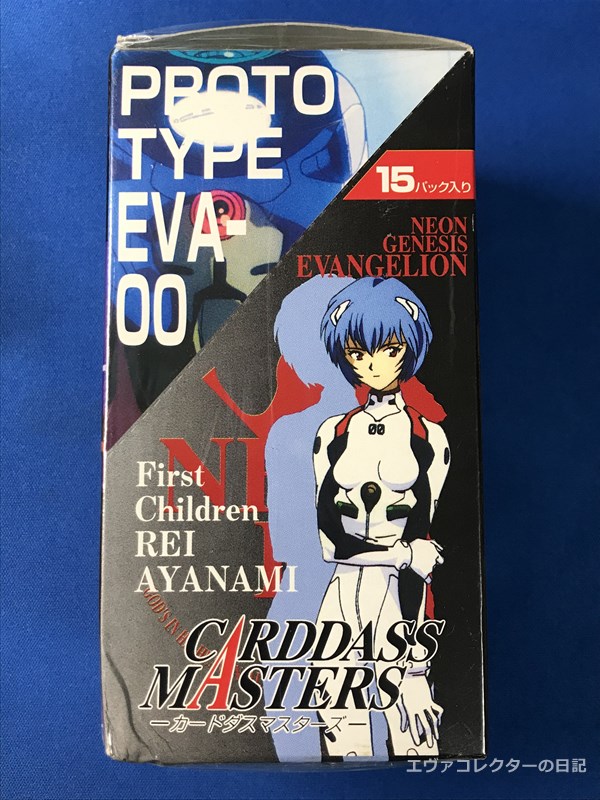 PROTO
TYPE
EVA-
00
15パック入り
NEON
GENESIS
EVANGELION
00
First
Children
REI
AYANAMI
CARDDASS
MASTERS
―カードダスマスターズ―
エヴァコレクターの日記